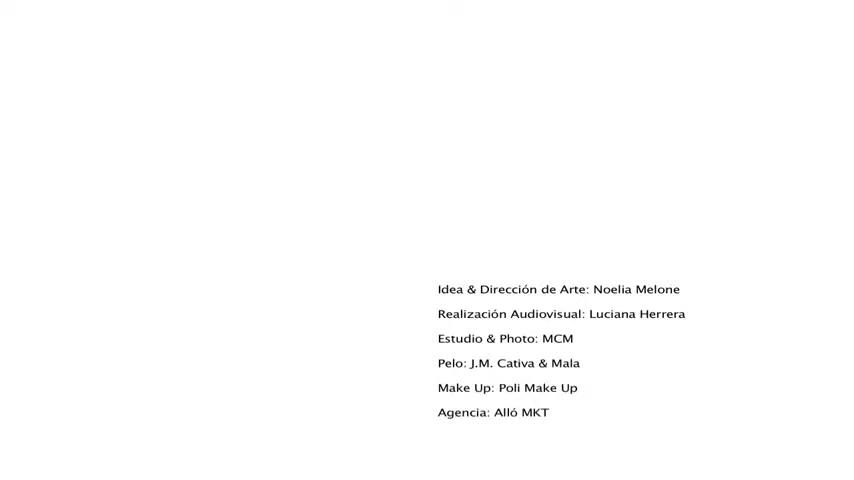 Idea & Dirección de Arte: Noelia Melone
Realización Audiovisual: Luciana Herrera
Estudio & Photo: MCM
Pelo: J.M. Cativa & Mala
Make Up: Poli Make Up
Agencia: Alló MKT